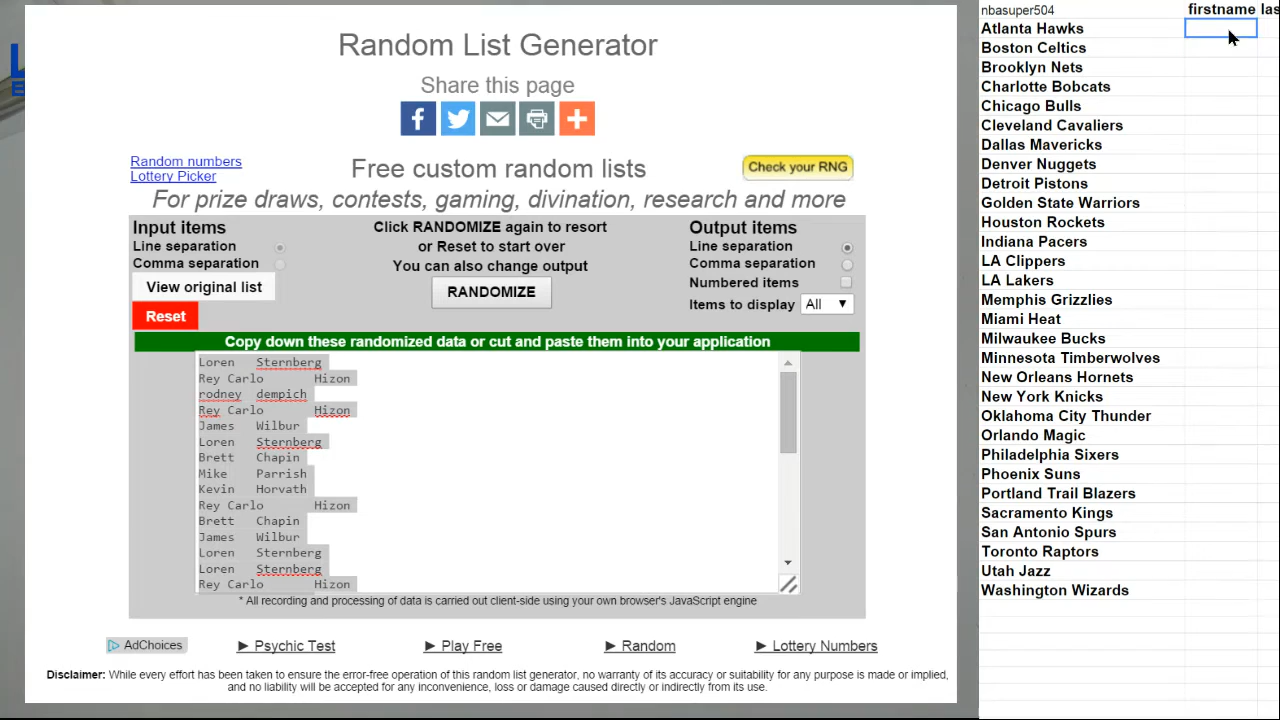 Random List Generator
Share this page
Random numbers
Lottery Picker
Free custom random lists
Check your RNG
For prize draws, contests, gaming, divination, research and more
Input items
Line separation
Comma separation
View original list
Reset
Click RANDOMIZE again to resort
or Reset to start over
You can also change output
RANDOMIZE
Output items
Line separation
Comma separation
Numbered items
Items to display All
Copy down these randomized data or cut and paste them into your application
Loren Sternberg
Rey Carlo Hizon
rodney dempich
Rey Carlo Hizon
James Wilbur
Loren Sternberg
Brett Chapin
Mike Parrish
Kevin Horvath
Rey Carlo Hizon
Brett Chapin
James Wilbur
Loren Sternberg
Loren Sternberg
Rey Carlo Hizon
* All recording and processing of data is carried out client-side using your own browser's JavaScript engine
AdChoices
► Psychic Test
► Play Free
► Random
► Lottery Numbers
Disclaimer: While every effort has been taken to ensure the error-free operation of this random list generator, no warranty of its accuracy or suitability for any purpose is made or implied,
and no liability will be accepted for any inconvenience, loss or damage caused directly or indirectly from its use.
nbasuper504 firstname las
Atlanta Hawks
Boston Celtics
Brooklyn Nets
Charlotte Bobcats
Chicago Bulls
Cleveland Cavaliers
Dallas Mavericks
Denver Nuggets
Detroit Pistons
Golden State Warriors
Houston Rockets
Indiana Pacers
LA Clippers
LA Lakers
Memphis Grizzlies
Miami Heat
Milwaukee Bucks
Minnesota Timberwolves
New Orleans Hornets
New York Knicks
Oklahoma City Thunder
Orlando Magic
Philadelphia Sixers
Phoenix Suns
Portland Trail Blazers
Sacramento Kings
San Antonio Spurs
Toronto Raptors
Utah Jazz
Washington Wizards